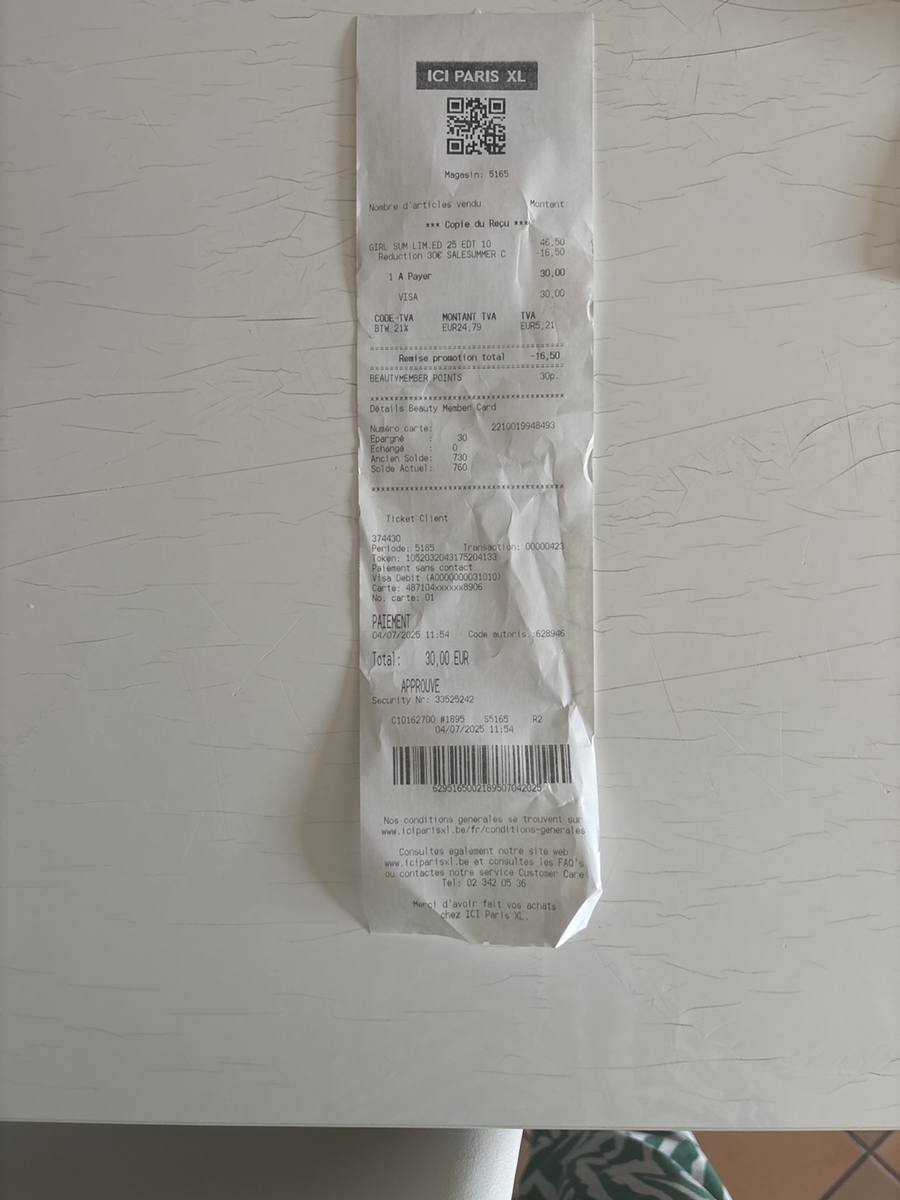 ICI PARIS XL
Magasin: 5165
Nombre d'articles vendu Montant
*** Copie du Reçu ***
GIRL SUM LIM.ED 25 EDT 10 46,50
Reduction 30€ SALESUMMER C -16,50
1 A Payer 30,00
VISA 30,00
CODE-TVA MONTANT TVA TVA
BTW 21% EUR24,79 EUR5,21
========================================
Remise promotion total -16,50
========================================
BEAUTYMEMBER POINTS 30p.
****************************************
Détails Beauty Member Card
Numéro carte: 2210019948493
Epargné : 30
Echangé : 0
Ancien Solde: 730
Solde Actuel: 760
****************************************
Ticket Client
374430
Periode: 5185 Transaction: 00000423
Token: 1052032043175204133
Paiement sans contact
Visa Debit (A0000000031010)
Carte: 487104xxxxxx8906
No. carte: 01
PAIEMENT
04/07/2025 11:54 Code autoris.:628946
Total: 30,00 EUR
APPROUVE
Security Nr: 33525242
C10162700 #1895 S5165 R2
04/07/2025 11:54
6295165002189507042025
Nos conditions generales se trouvent sur
www.iciparisxl.be/fr/conditions-generales
Consultes egalement notre site web
www.iciparisxl.be et consultes les FAQ's
ou contactes notre service Customer Care
Tel: 02 342 05 36
Merci d'avoir fait vos achats
chez ICI Paris XL.